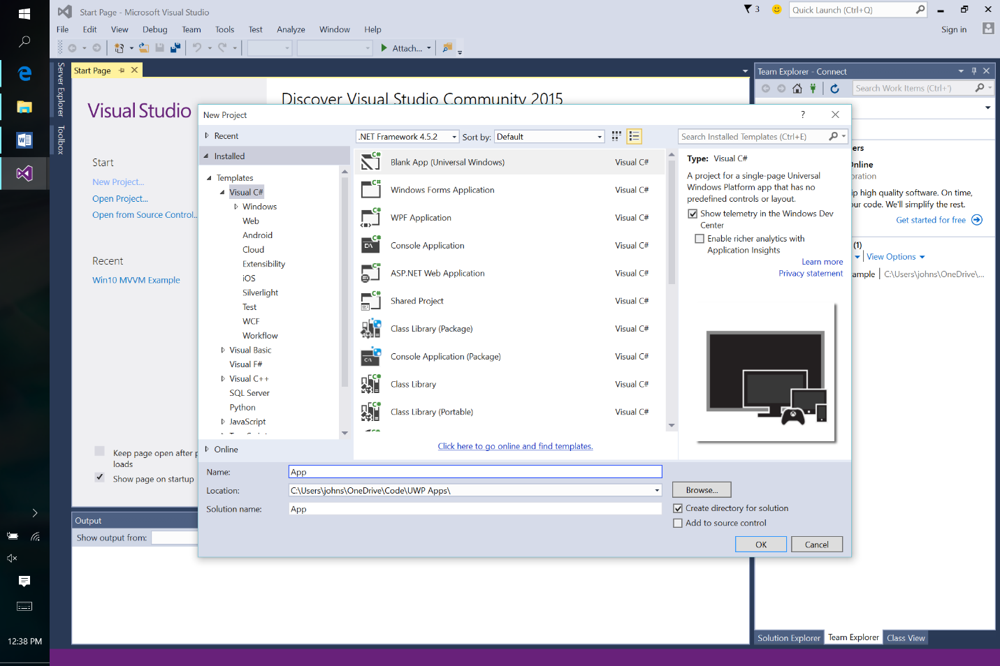 Start Page - Microsoft Visual Studio
3
Quick Launch (Ctrl+Q)
File Edit View Debug Team Tools Test Analyze Window Help
Sign in
Attach...
Server Explorer
Toolbox
Start Page
Visual Studio
Discover Visual Studio Community 2015
Start
New Project...
Open Project...
Open from Source Control...
Recent
Win10 MVVM Example
Keep page open after p
loads
Show page on startup
Output
Show output from:
New Project
?
Recent
.NET Framework 4.5.2
Sort by: Default
Search Installed Templates (Ctrl+E)
Installed
Templates
Visual C#
Windows
Web
Android
Cloud
Extensibility
iOS
Silverlight
Test
WCF
Workflow
Visual Basic
Visual F#
Visual C++
SQL Server
Python
JavaScript
Online
Blank App (Universal Windows) Visual C#
Windows Forms Application Visual C#
WPF Application Visual C#
Console Application Visual C#
ASP.NET Web Application Visual C#
Shared Project Visual C#
Class Library (Package) Visual C#
Console Application (Package) Visual C#
Class Library Visual C#
Class Library (Portable) Visual C#
Click here to go online and find templates.
Type: Visual C#
A project for a single-page Universal
Windows Platform app that has no
predefined controls or layout.
Show telemetry in the Windows Dev
Center
Enable richer analytics with
Application Insights
Learn more
Privacy statement
Name: App
Location: C:\Users\johns\OneDrive\Code\UWP Apps\
Browse...
Solution name: App
Create directory for solution
Add to source control
OK
Cancel
Team Explorer - Connect
Search Work Items (Ctrl+')
ers
Online
oration
ip high quality software. On time,
ur code. We'll simplify the rest.
Get started for free
(1)
View Options
ample C:\Users\johns\OneDrive\...
Solution Explorer Team Explorer Class View
12:38 PM